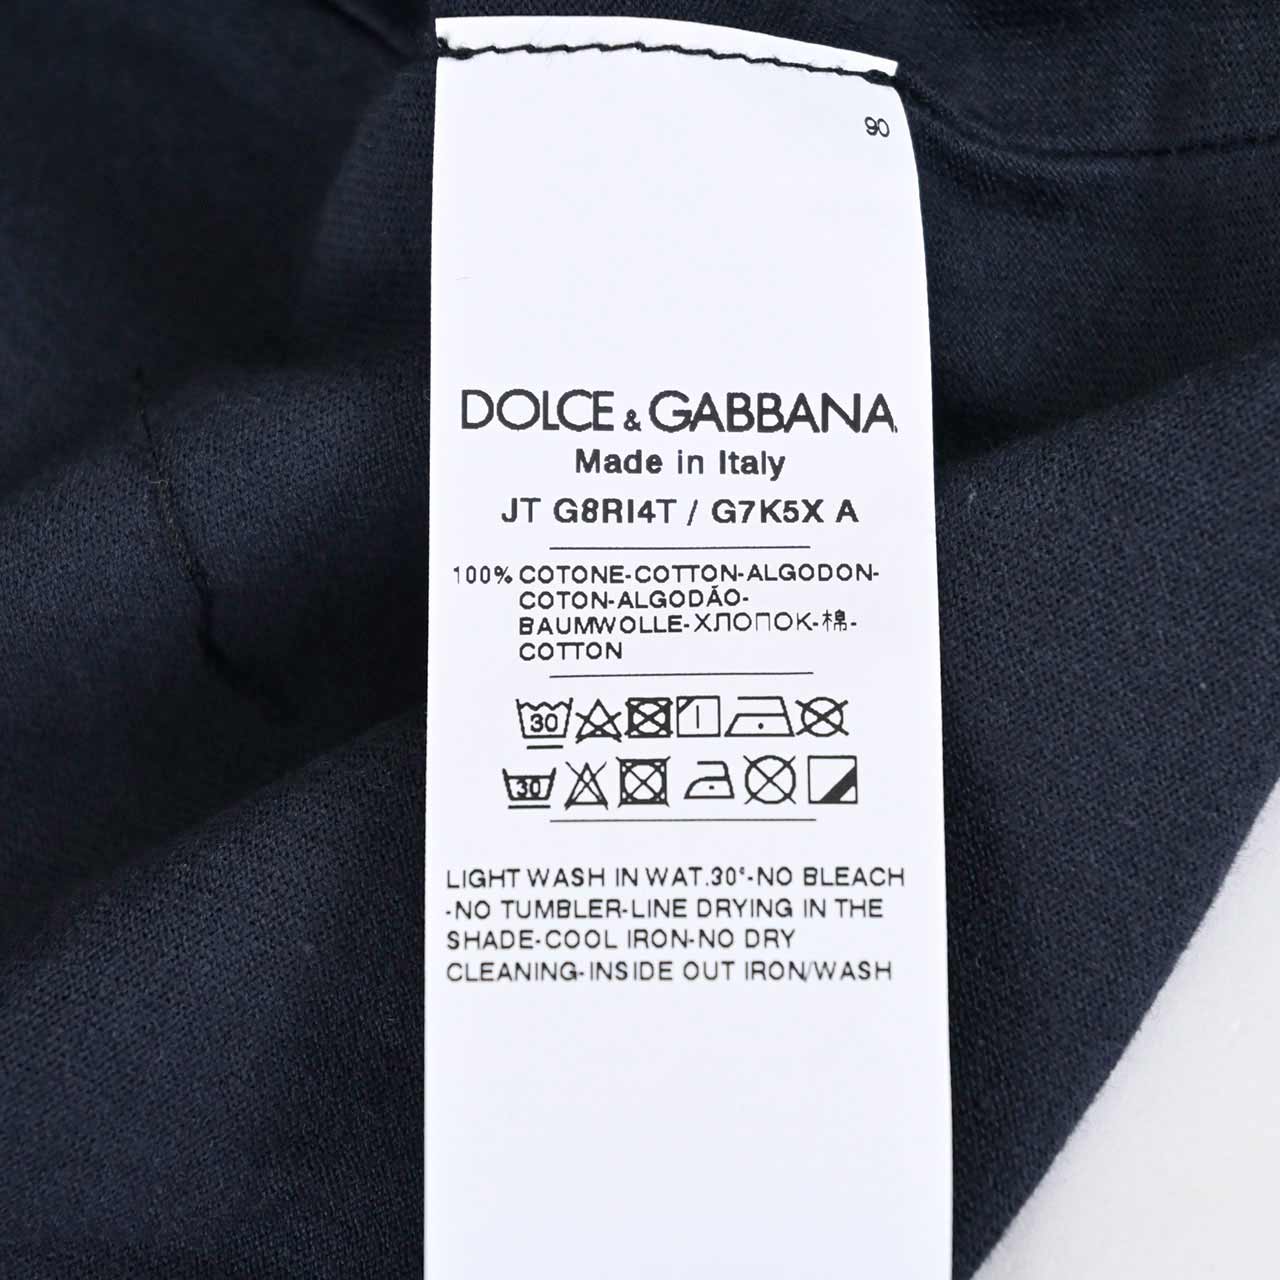 90
DOLCE & GABBANA
Made in Italy
JT G8RI4T / G7K5X A
100% COTONE-COTTON-ALGODON-
COTON-ALGODÃO-
BAUMWOLLE-ХЛОПОК-棉-
COTTON
30
30
LIGHT WASH IN WAT.30°-NO BLEACH
-NO TUMBLER-LINE DRYING IN THE
SHADE-COOL IRON-NO DRY
CLEANING-INSIDE OUT IRON/WASH